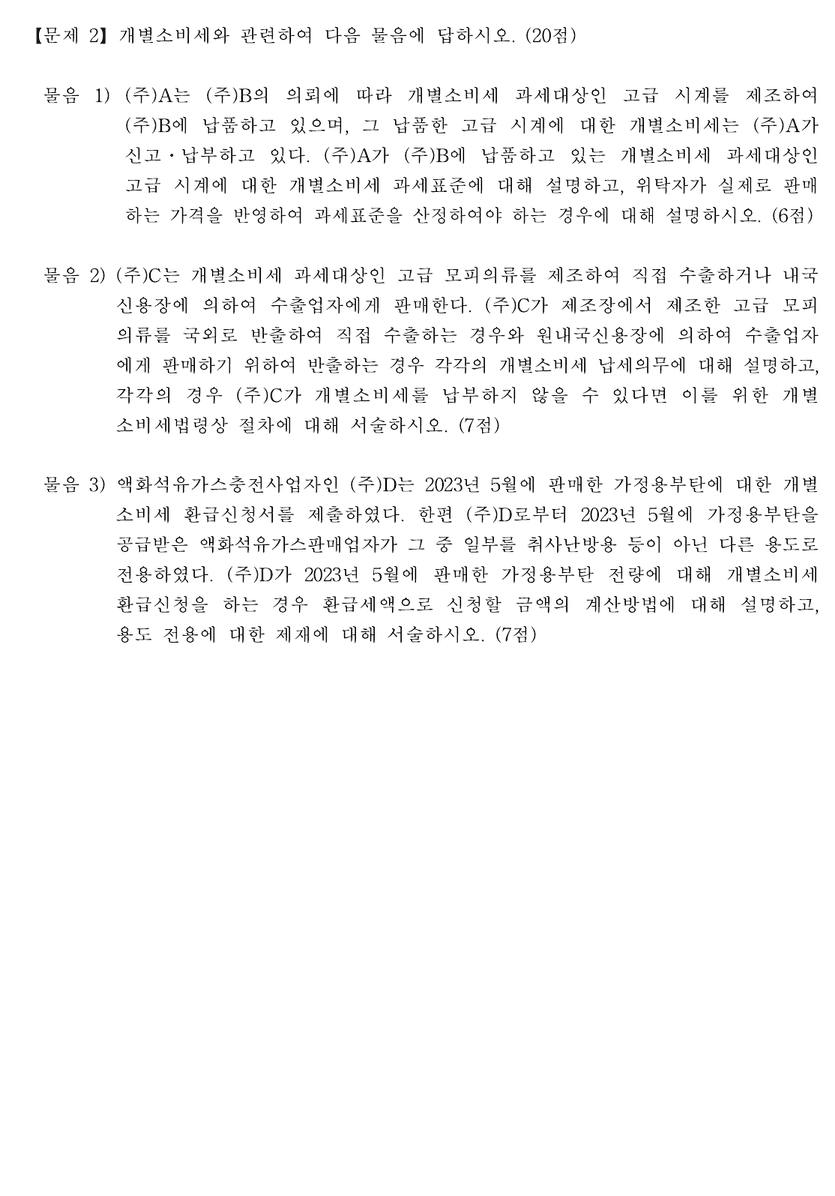 【문제 2】 개별소비세와 관련하여 다음 물음에 답하시오. (20점)
물음 1) (주)A는 (주)B의 의뢰에 따라 개별소비세 과세대상인 고급 시계를 제조하여
(주)B에 납품하고 있으며, 그 납품한 고급 시계에 대한 개별소비세는 (주)A가
신고·납부하고 있다. (주)A가 (주)B에 납품하고 있는 개별소비세 과세대상인
고급 시계에 대한 개별소비세 과세표준에 대해 설명하고, 위탁자가 실제로 판매
하는 가격을 반영하여 과세표준을 산정하여야 하는 경우에 대해 설명하시오. (6점)
물음 2) (주)C는 개별소비세 과세대상인 고급 모피의류를 제조하여 직접 수출하거나 내국
신용장에 의하여 수출업자에게 판매한다. (주)C가 제조장에서 제조한 고급 모피
의류를 국외로 반출하여 직접 수출하는 경우와 원내국신용장에 의하여 수출업자
에게 판매하기 위하여 반출하는 경우 각각의 개별소비세 납세의무에 대해 설명하고,
각각의 경우 (주)C가 개별소비세를 납부하지 않을 수 있다면 이를 위한 개별
소비세법령상 절차에 대해 서술하시오. (7점)
물음 3) 액화석유가스충전사업자인 (주)D는 2023년 5월에 판매한 가정용부탄에 대한 개별
소비세 환급신청서를 제출하였다. 한편 (주)D로부터 2023년 5월에 가정용부탄을
공급받은 액화석유가스판매업자가 그 중 일부를 취사난방용 등이 아닌 다른 용도로
전용하였다. (주)D가 2023년 5월에 판매한 가정용부탄 전량에 대해 개별소비세
환급신청을 하는 경우 환급세액으로 신청할 금액의 계산방법에 대해 설명하고,
용도 전용에 대한 제재에 대해 서술하시오. (7점)